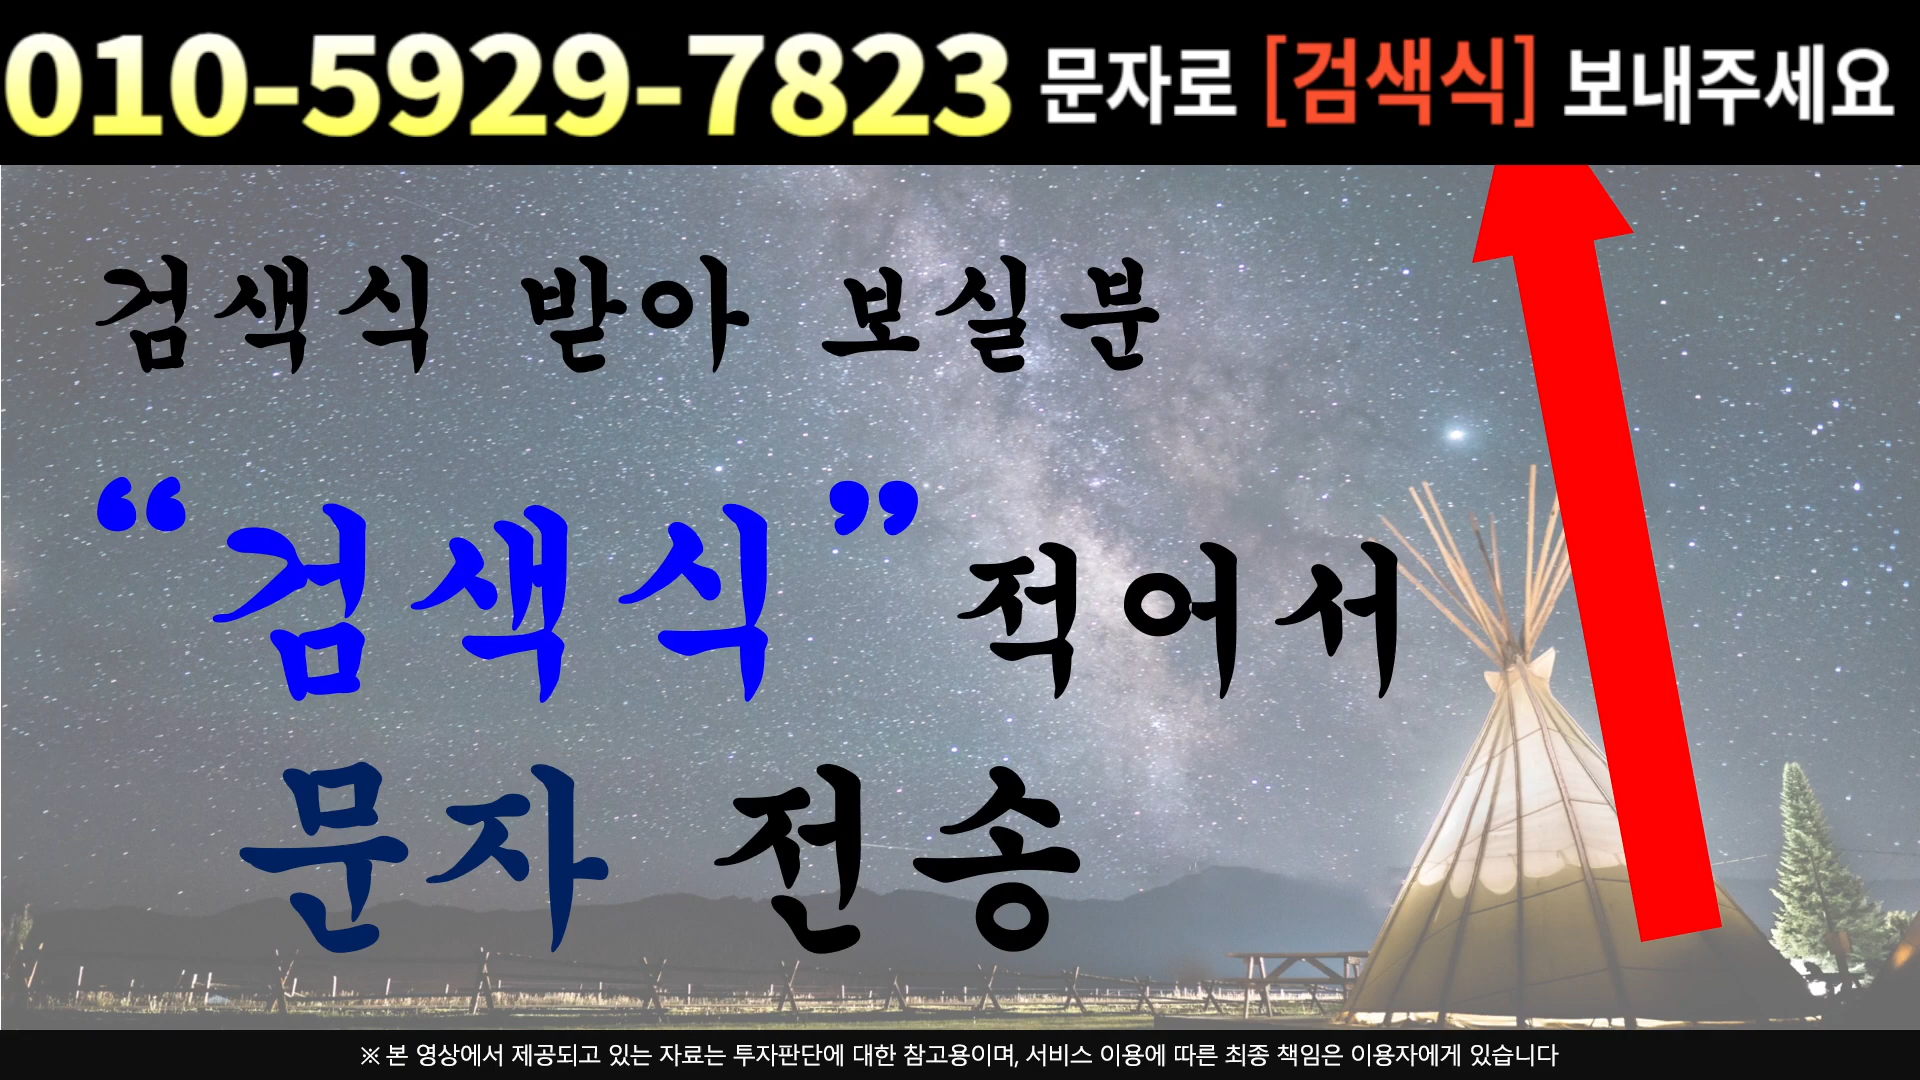 010-5929-7823 문자로 [검색식] 보내주세요
검색식 받아 보실분
“검색식” 적어서
문자 전송
※ 본 영상에서 제공되고 있는 자료는 투자판단에 대한 참고용이며, 서비스 이용에 따른 최종 책임은 이용자에게 있습니다